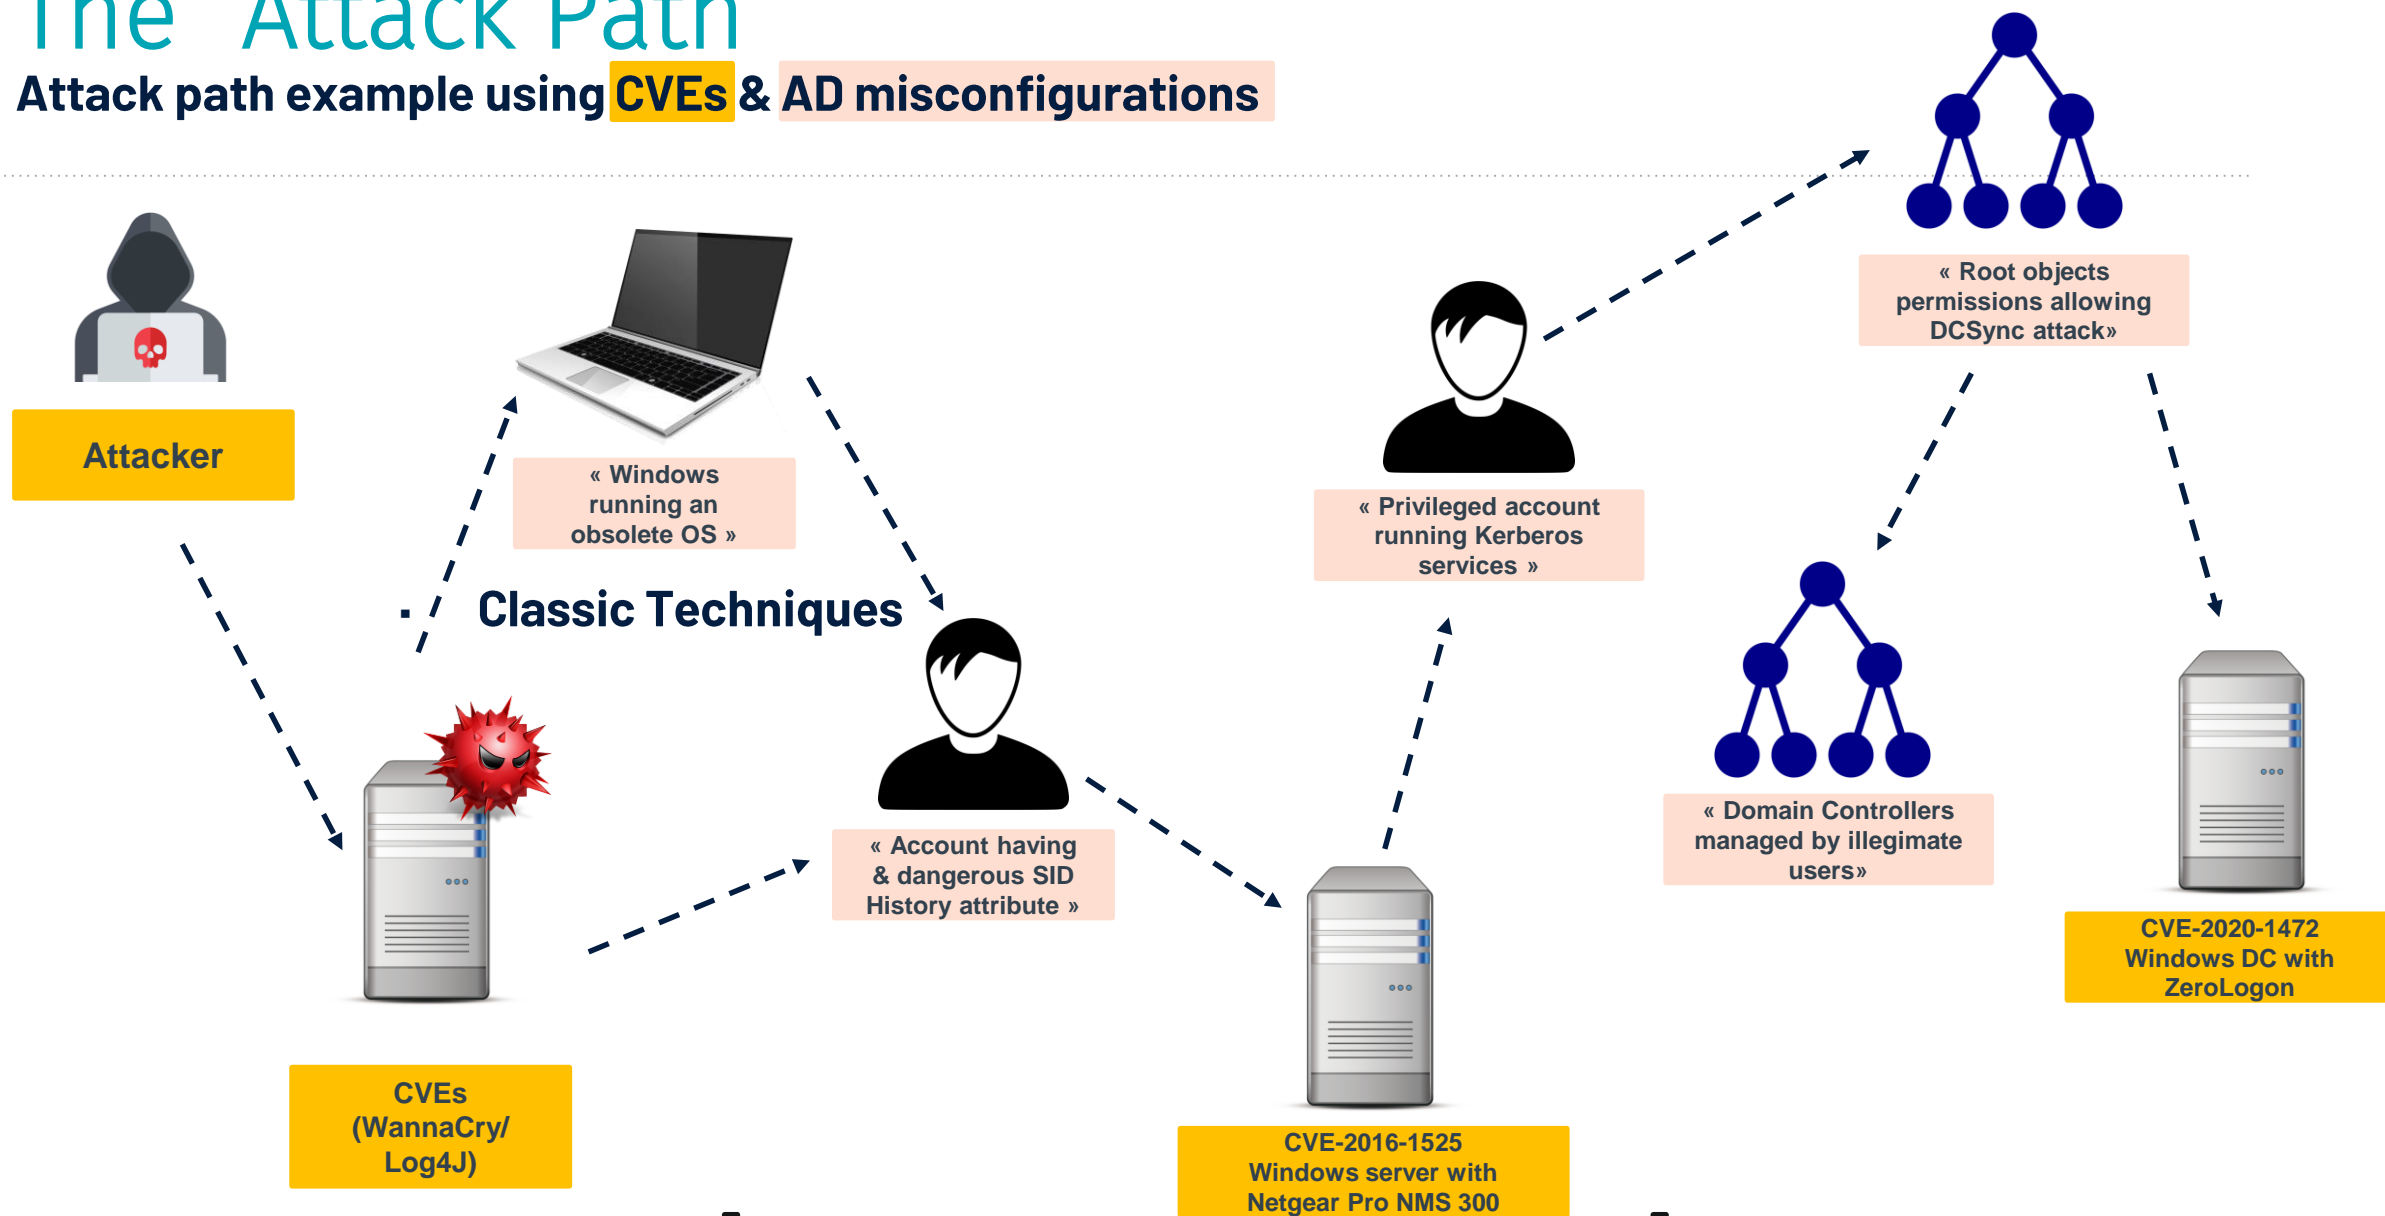 The Attack Path
Attack path example using CVEs & AD misconfigurations
Attacker
« Windows
running an
obsolete OS »
▪ Classic Techniques
CVEs
(WannaCry/
Log4J)
« Account having
& dangerous SID
History attribute »
CVE-2016-1525
Windows server with
Netgear Pro NMS 300
« Privileged account
running Kerberos
services »
« Root objects
permissions allowing
DCSync attack»
« Domain Controllers
managed by illegimate
users»
CVE-2020-1472
Windows DC with
ZeroLogon